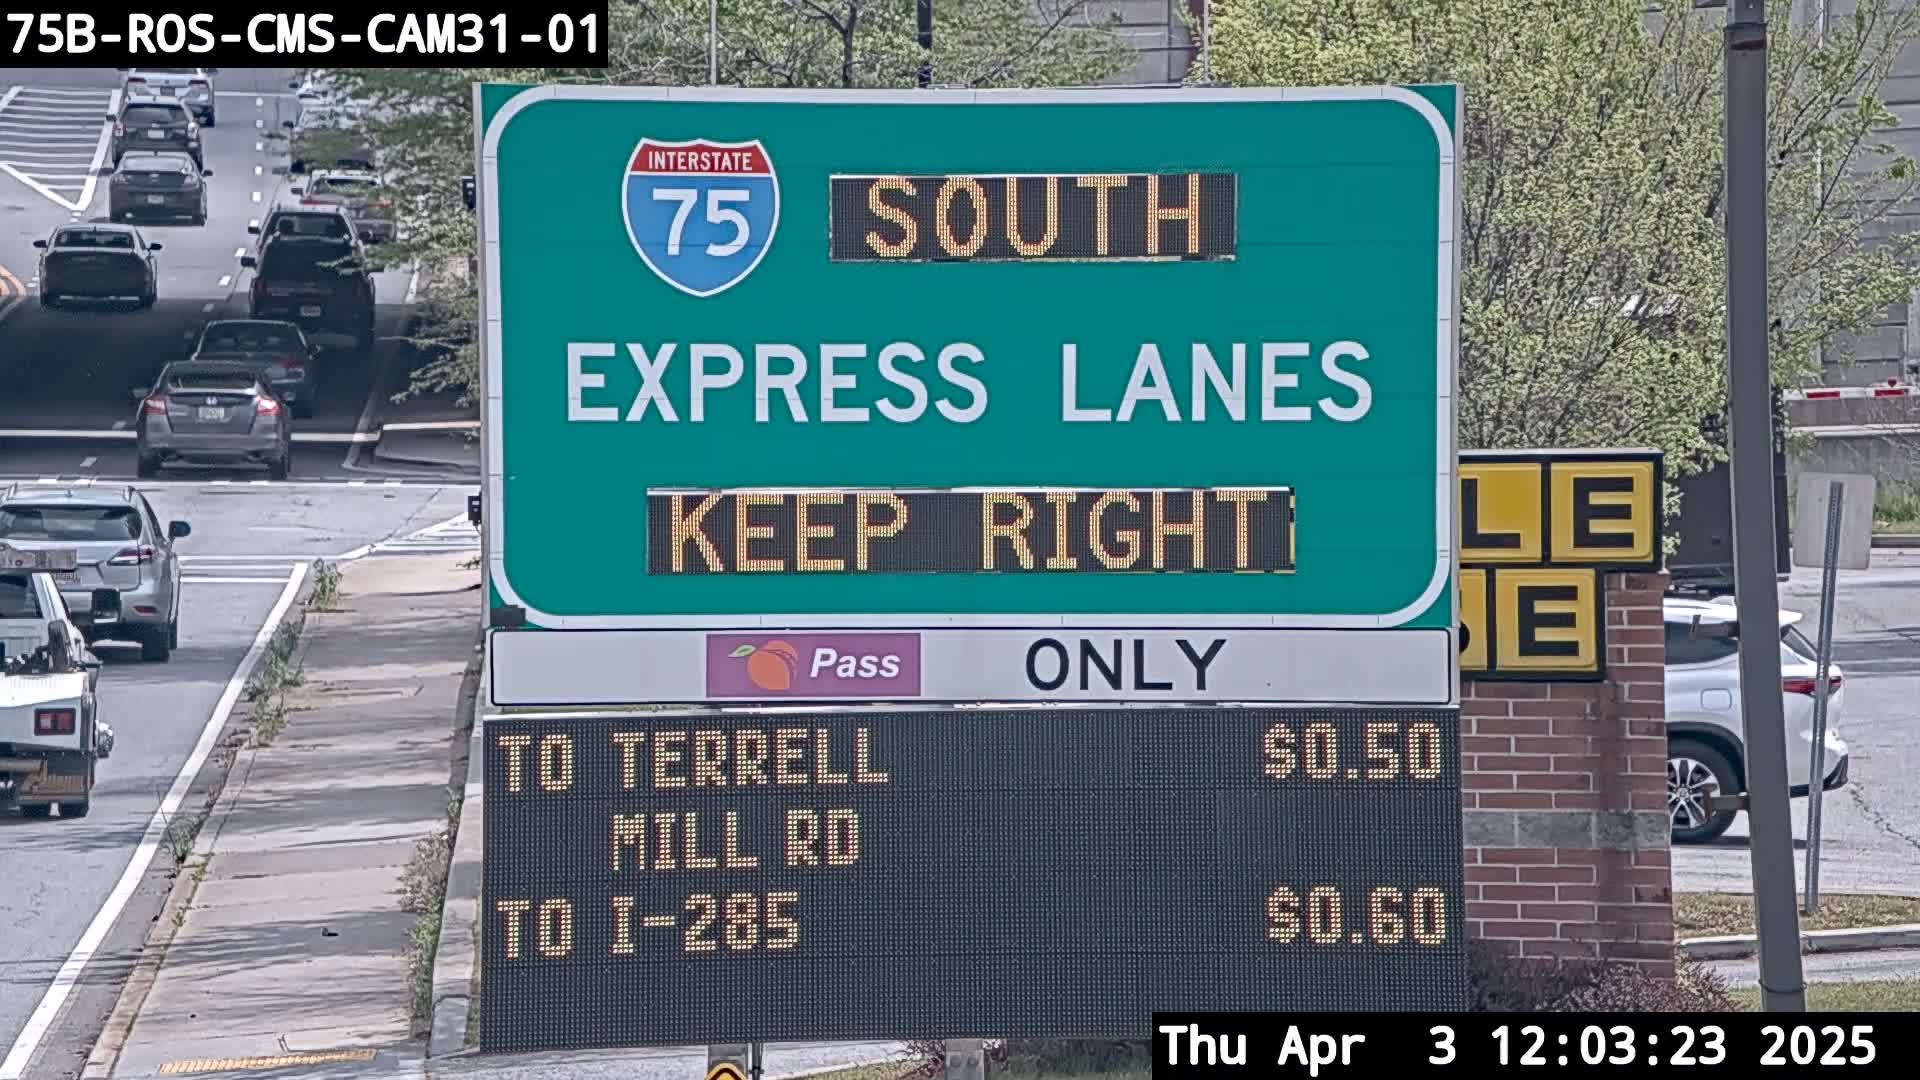 75B-ROS-CMS-CAM31-01
INTERSTATE
75
SOUTH
EXPRESS LANES
KEEP RIGHT
Pass ONLY
TO TERRELL $0.50
MILL RD
TO I-285 $0.60
LE
E
Thu Apr 3 12:03:23 2025